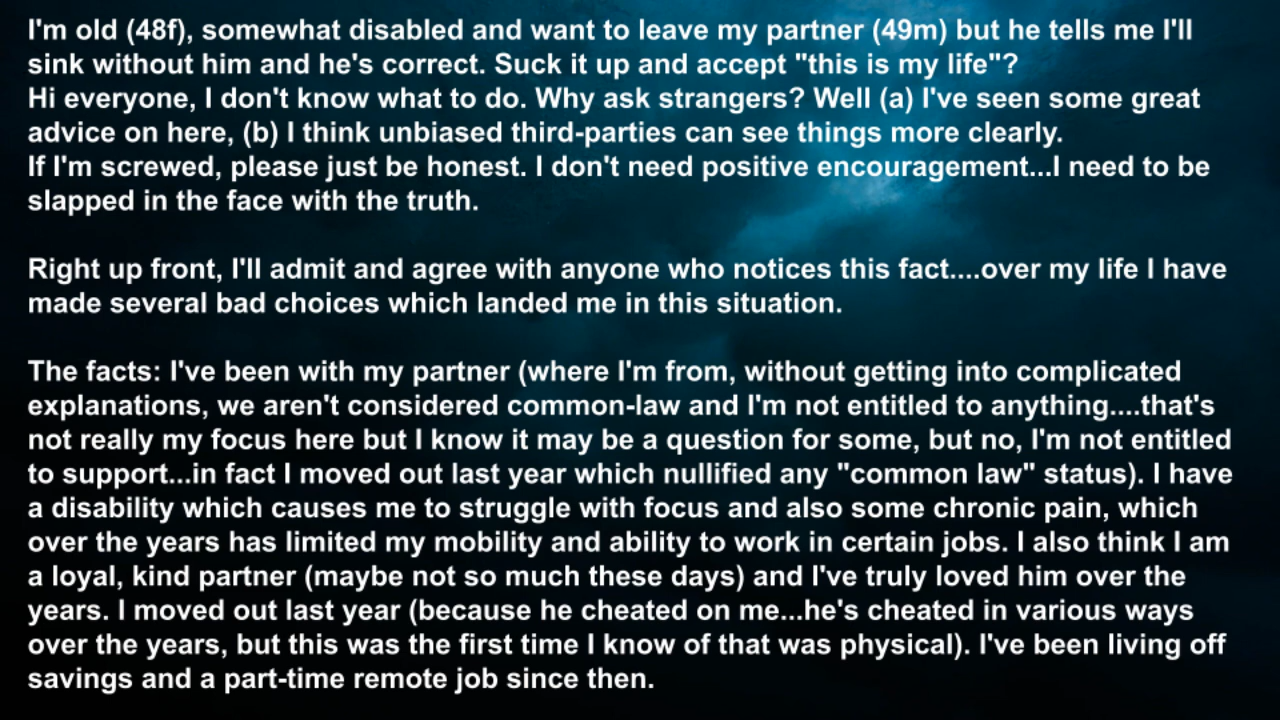 I'm old (48f), somewhat disabled and want to leave my partner (49m) but he tells me I'll
sink without him and he's correct. Suck it up and accept "this is my life"?
Hi everyone, I don't know what to do. Why ask strangers? Well (a) I've seen some great
advice on here, (b) I think unbiased third-parties can see things more clearly.
If I'm screwed, please just be honest. I don't need positive encouragement...I need to be
slapped in the face with the truth.
Right up front, I'll admit and agree with anyone who notices this fact....over my life I have
made several bad choices which landed me in this situation.
The facts: I've been with my partner (where I'm from, without getting into complicated
explanations, we aren't considered common-law and I'm not entitled to anything....that's
not really my focus here but I know it may be a question for some, but no, I'm not entitled
to support...in fact I moved out last year which nullified any "common law" status). I have
a disability which causes me to struggle with focus and also some chronic pain, which
over the years has limited my mobility and ability to work in certain jobs. I also think I am
a loyal, kind partner (maybe not so much these days) and I've truly loved him over the
years. I moved out last year (because he cheated on me...he's cheated in various ways
over the years, but this was the first time I know of that was physical). I've been living off
savings and a part-time remote job since then.